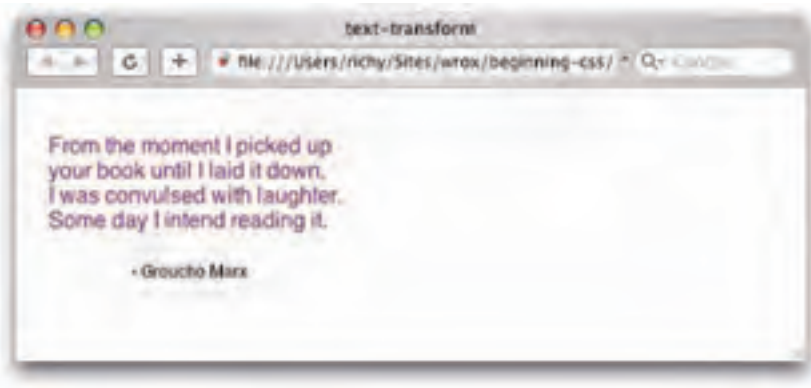 text-transform
file:///Users/richy/Sites/wrox/beginning-css/
From the moment I picked up
your book until I laid it down,
I was convulsed with laughter.
Some day I intend reading it.
- Groucho Marx